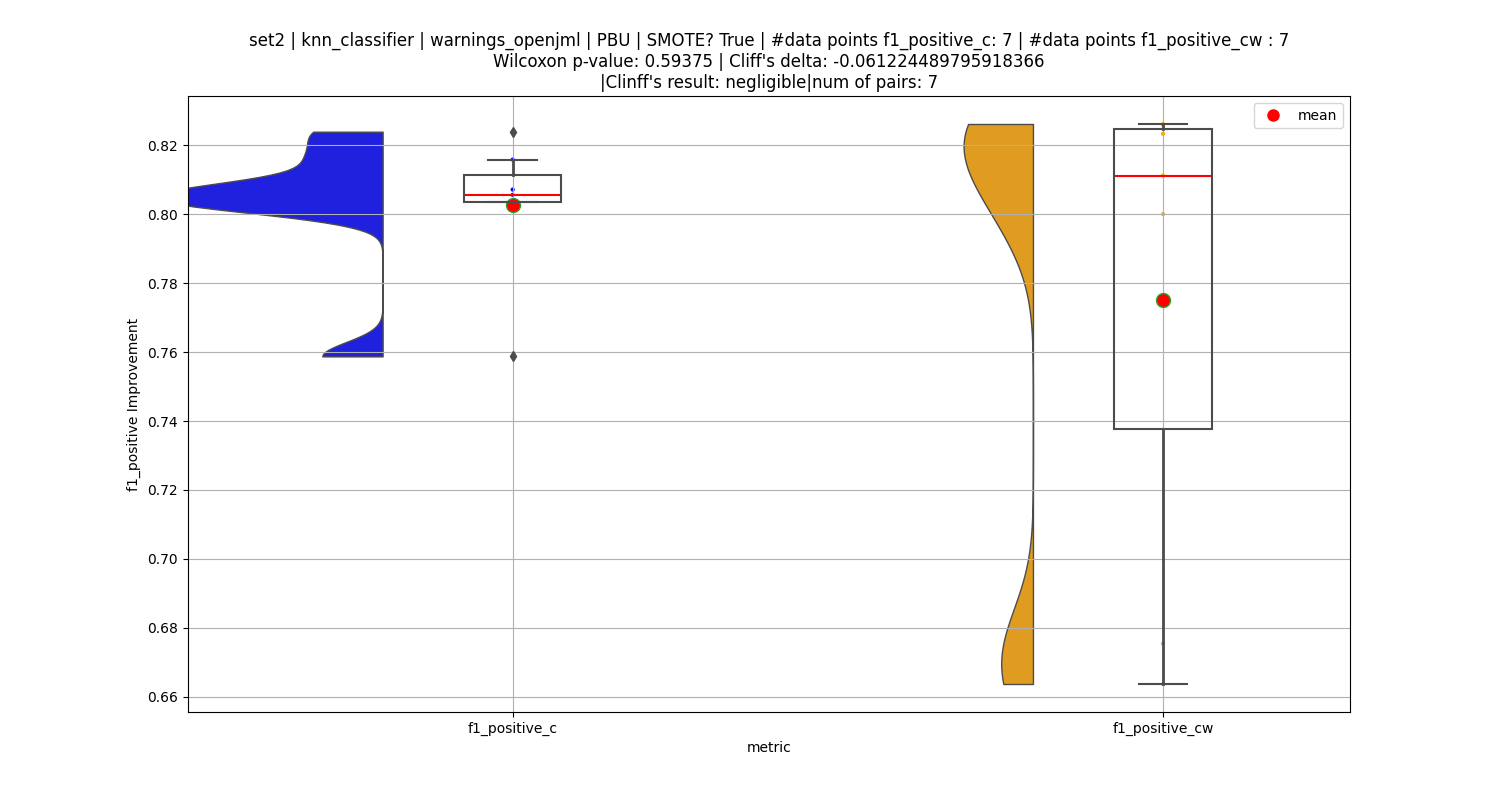 set2 | knn_classifier | warnings_openjml | PBU | SMOTE? True | #data points f1_positive_c: 7 | #data points f1_positive_cw : 7
Wilcoxon p-value: 0.59375 | Cliff's delta: -0.061224489795918366
|Clinff's result: negligible|num of pairs: 7
mean
0.82
0.80
0.78
0.76
0.74
0.72
0.70
0.68
0.66
f1_positive Improvement
f1_positive_c
f1_positive_cw
metric